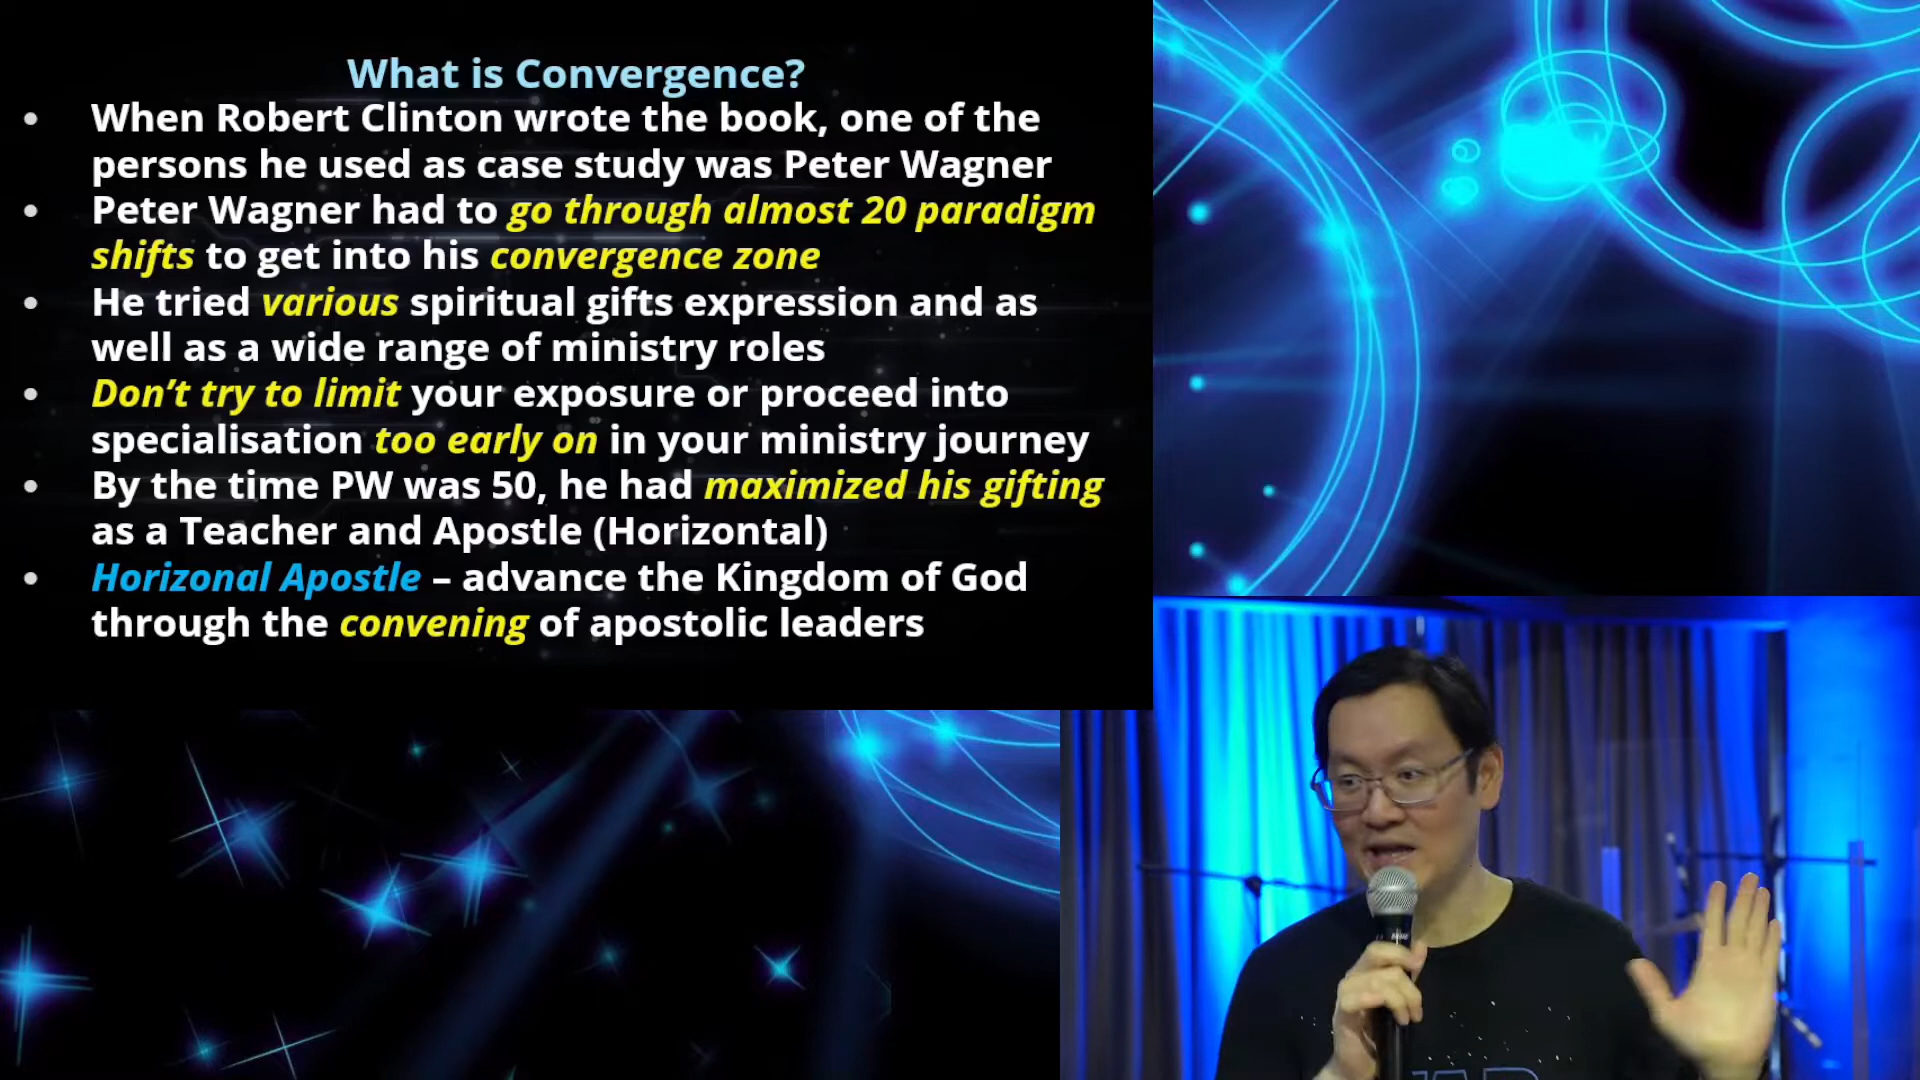 What is Convergence?
• When Robert Clinton wrote the book, one of the
persons he used as case study was Peter Wagner
• Peter Wagner had to go through almost 20 paradigm
shifts to get into his convergence zone
• He tried various spiritual gifts expression and as
well as a wide range of ministry roles
• Don't try to limit your exposure or proceed into
specialisation too early on in your ministry journey
• By the time PW was 50, he had maximized his gifting
as a Teacher and Apostle (Horizontal)
• Horizonal Apostle – advance the Kingdom of God
through the convening of apostolic leaders